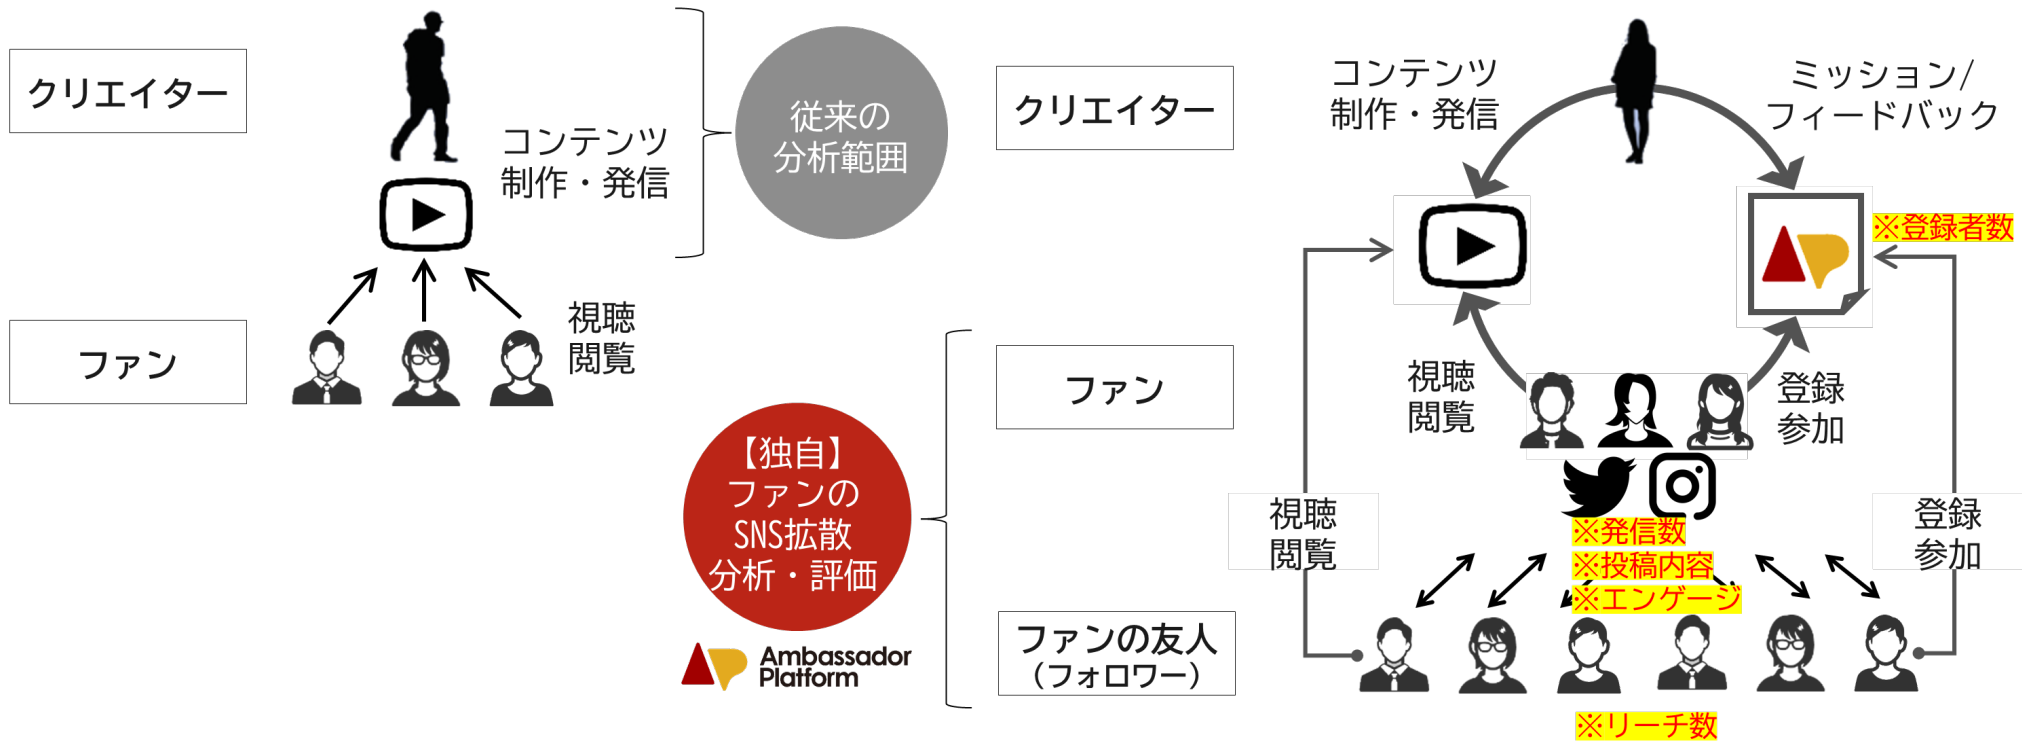 クリエイター
コンテンツ
制作・発信
ファン
視聴
閲覧
従来の
分析範囲
【独自】
ファンの
SNS拡散
分析・評価
Ambassador
Platform
クリエイター
コンテンツ
制作・発信
ミッション/
フィードバック
※登録者数
ファン
視聴
閲覧
登録
参加
視聴
閲覧
※発信数
※投稿内容
※エンゲージ
登録
参加
ファンの友人
（フォロワー）
※リーチ数